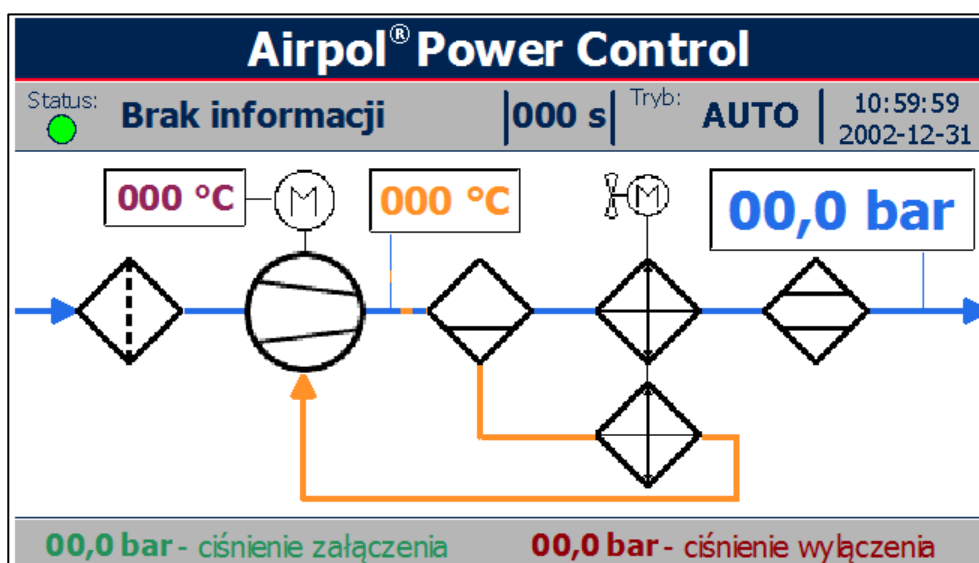 Airpol® Power Control
Status: Brak informacji 000 s Tryb: AUTO 10:59:59
2002-12-31
000 °C M 000 °C M 00,0 bar
00,0 bar - ciśnienie załączenia 00,0 bar - ciśnienie wyłączenia